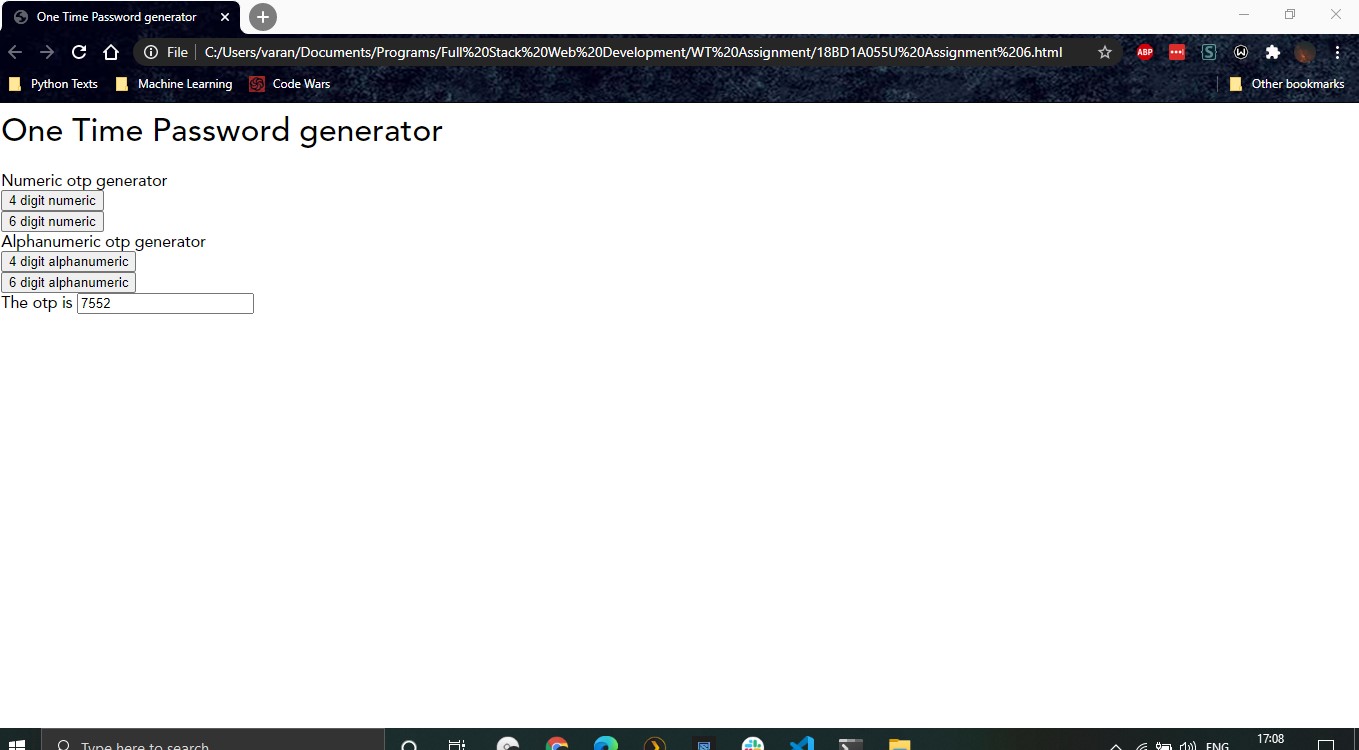 One Time Password generator
File C:/Users/varan/Documents/Programs/Full%20Stack%20Web%20Development/WT%20Assignment/18BD1A055U%20Assignment%206.html
ABP
S
W
Python Texts Machine Learning Code Wars Other bookmarks
One Time Password generator
Numeric otp generator
4 digit numeric
6 digit numeric
Alphanumeric otp generator
4 digit alphanumeric
6 digit alphanumeric
The otp is 7552
Type here to search ENG 17:08